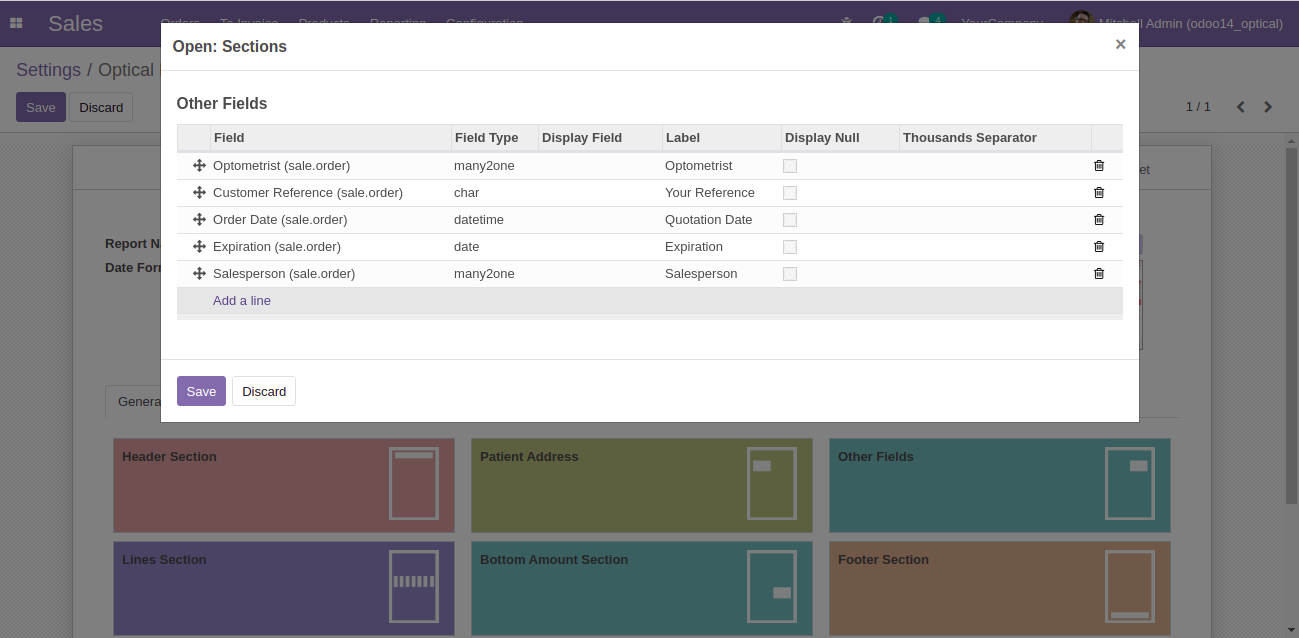 Sales Orders To Invoice Products Reporting Configuration 1 4 YourCompany Mitchell Admin (odoo14_optical)
Open: Sections ×
Settings / Optical
Save Discard
1 / 1
Other Fields
Field Field Type Display Field Label Display Null Thousands Separator
Optometrist (sale.order) many2one Optometrist
Customer Reference (sale.order) char Your Reference
Order Date (sale.order) datetime Quotation Date
Expiration (sale.order) date Expiration
Salesperson (sale.order) many2one Salesperson
Add a line
Save Discard
et
Report N
Date For
Genera
Header Section Patient Address Other Fields
Lines Section Bottom Amount Section Footer Section